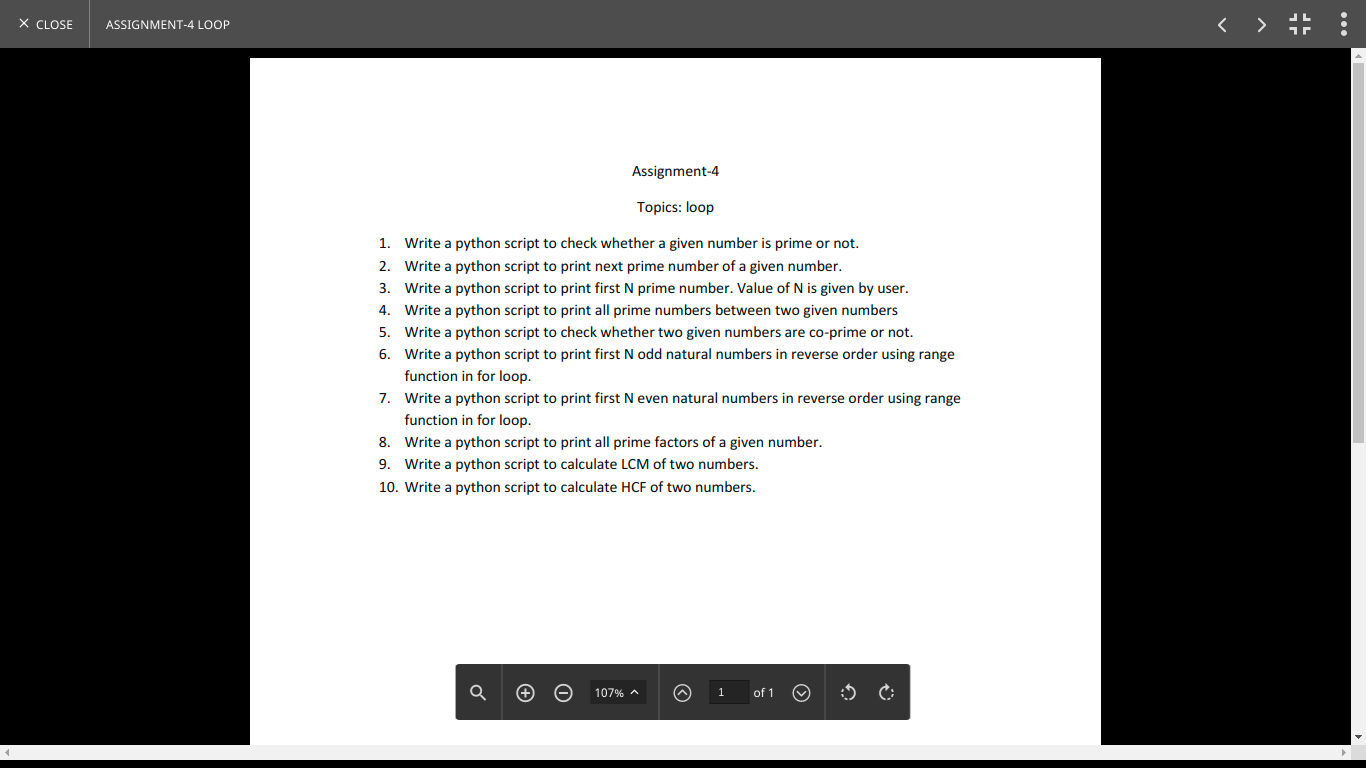 CLOSE
ASSIGNMENT-4 LOOP
Assignment-4
Topics: loop
1. Write a python script to check whether a given number is prime or not.
2. Write a python script to print next prime number of a given number.
3. Write a python script to print first N prime number. Value of N is given by user.
4. Write a python script to print all prime numbers between two given numbers
5. Write a python script to check whether two given numbers are co-prime or not.
6. Write a python script to print first N odd natural numbers in reverse order using range
function in for loop.
7. Write a python script to print first N even natural numbers in reverse order using range
function in for loop.
8. Write a python script to print all prime factors of a given number.
9. Write a python script to calculate LCM of two numbers.
10. Write a python script to calculate HCF of two numbers.
107% 1 of 1